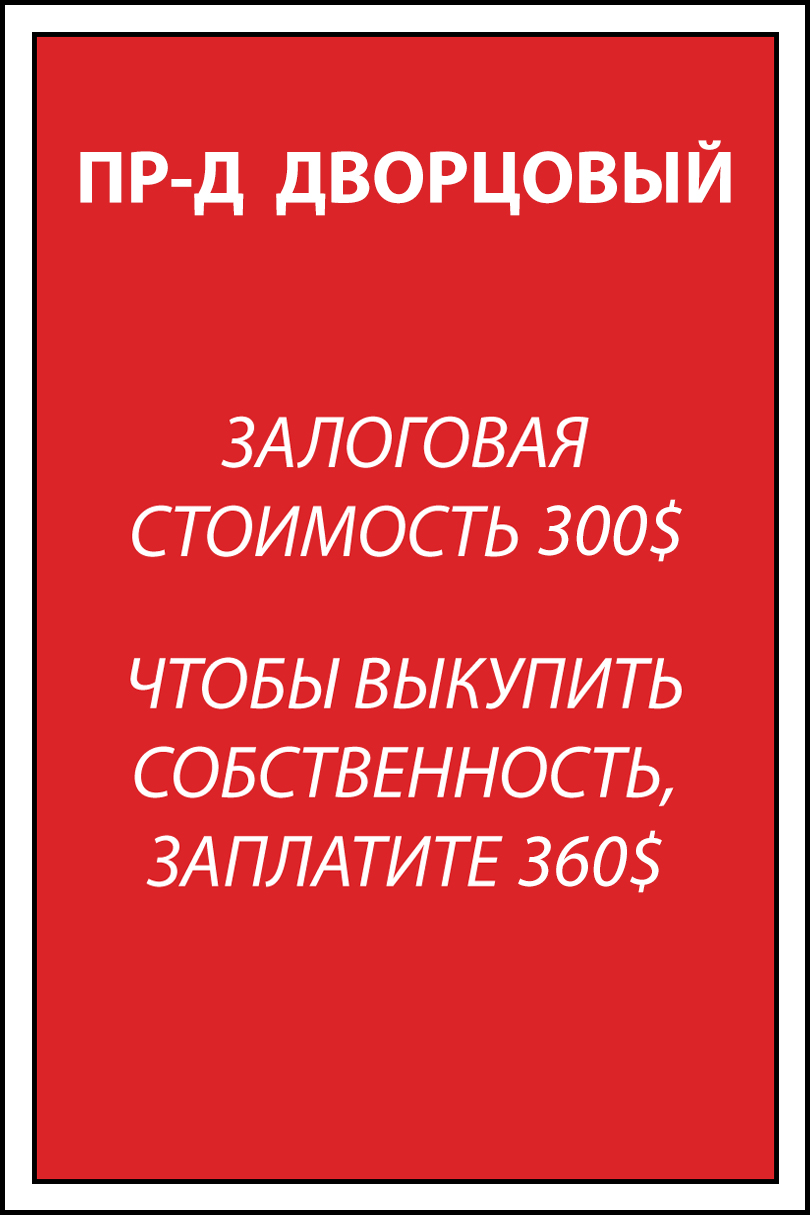 ПР-Д ДВОРЦОВЫЙ
ЗАЛОГОВАЯ
СТОИМОСТЬ 300$
ЧТОБЫ ВЫКУПИТЬ
СОБСТВЕННОСТЬ,
ЗАПЛАТИТЕ 360$